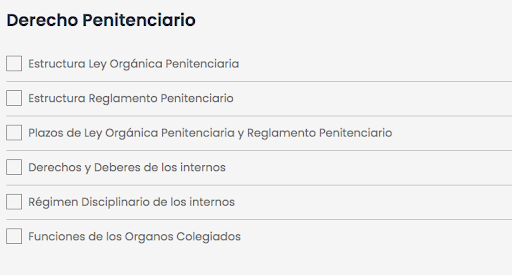 Derecho Penitenciario
Estructura Ley Orgánica Penitenciaria
Estructura Reglamento Penitenciario
Plazos de Ley Orgánica Penitenciaria y Reglamento Penitenciario
Derechos y Deberes de los internos
Régimen Disciplinario de los internos
Funciones de los Organos Colegiados